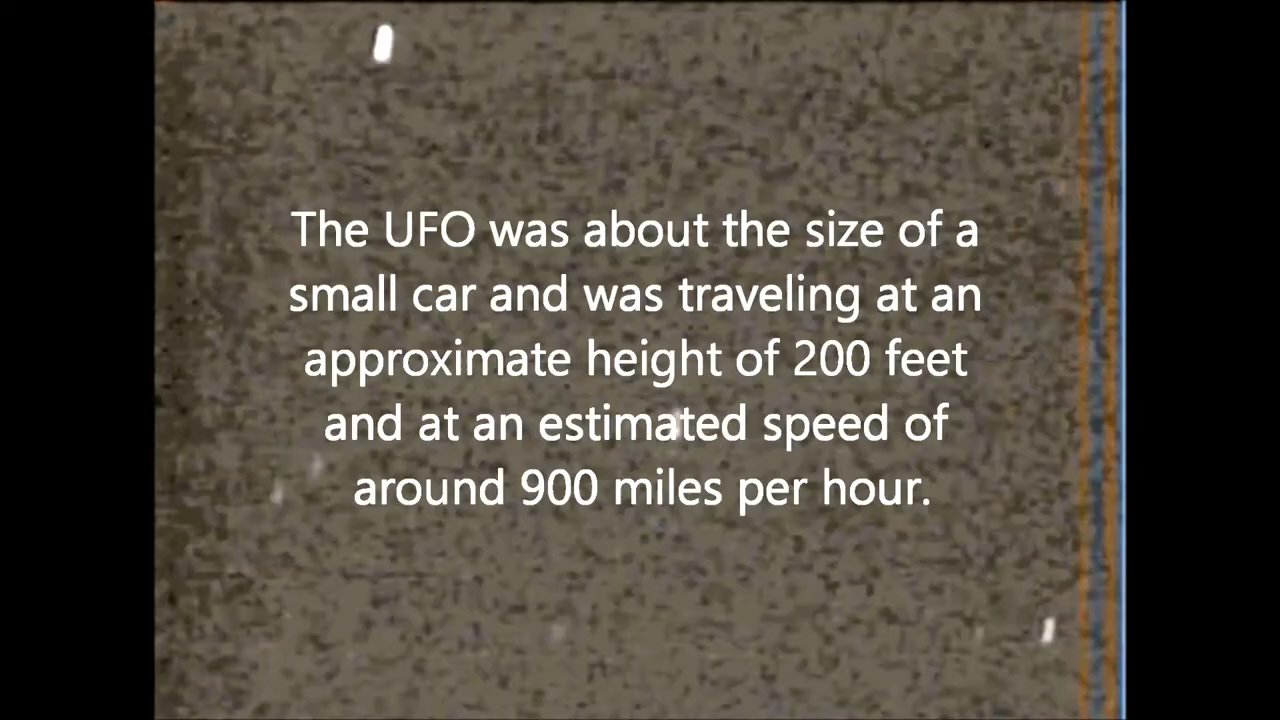 The UFO was about the size of a
small car and was traveling at an
approximate height of 200 feet
and at an estimated speed of
around 900 miles per hour.